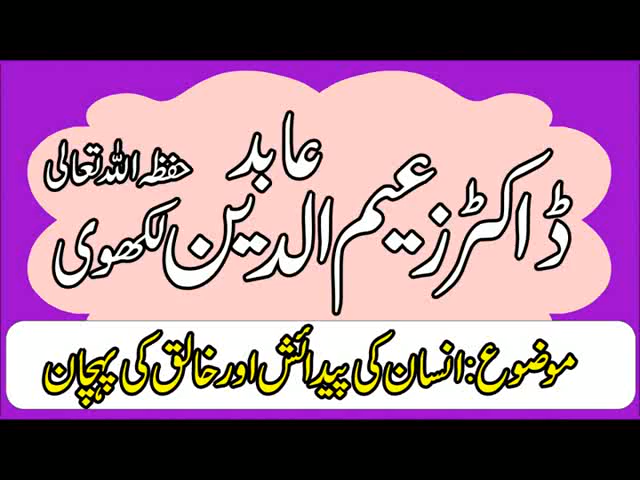 ڈاکٹر زعیم الدین عابد لکھوی حفظہ اللہ تعالی
موضوع: انسان کی پیدائش اور خالق کی پہچان